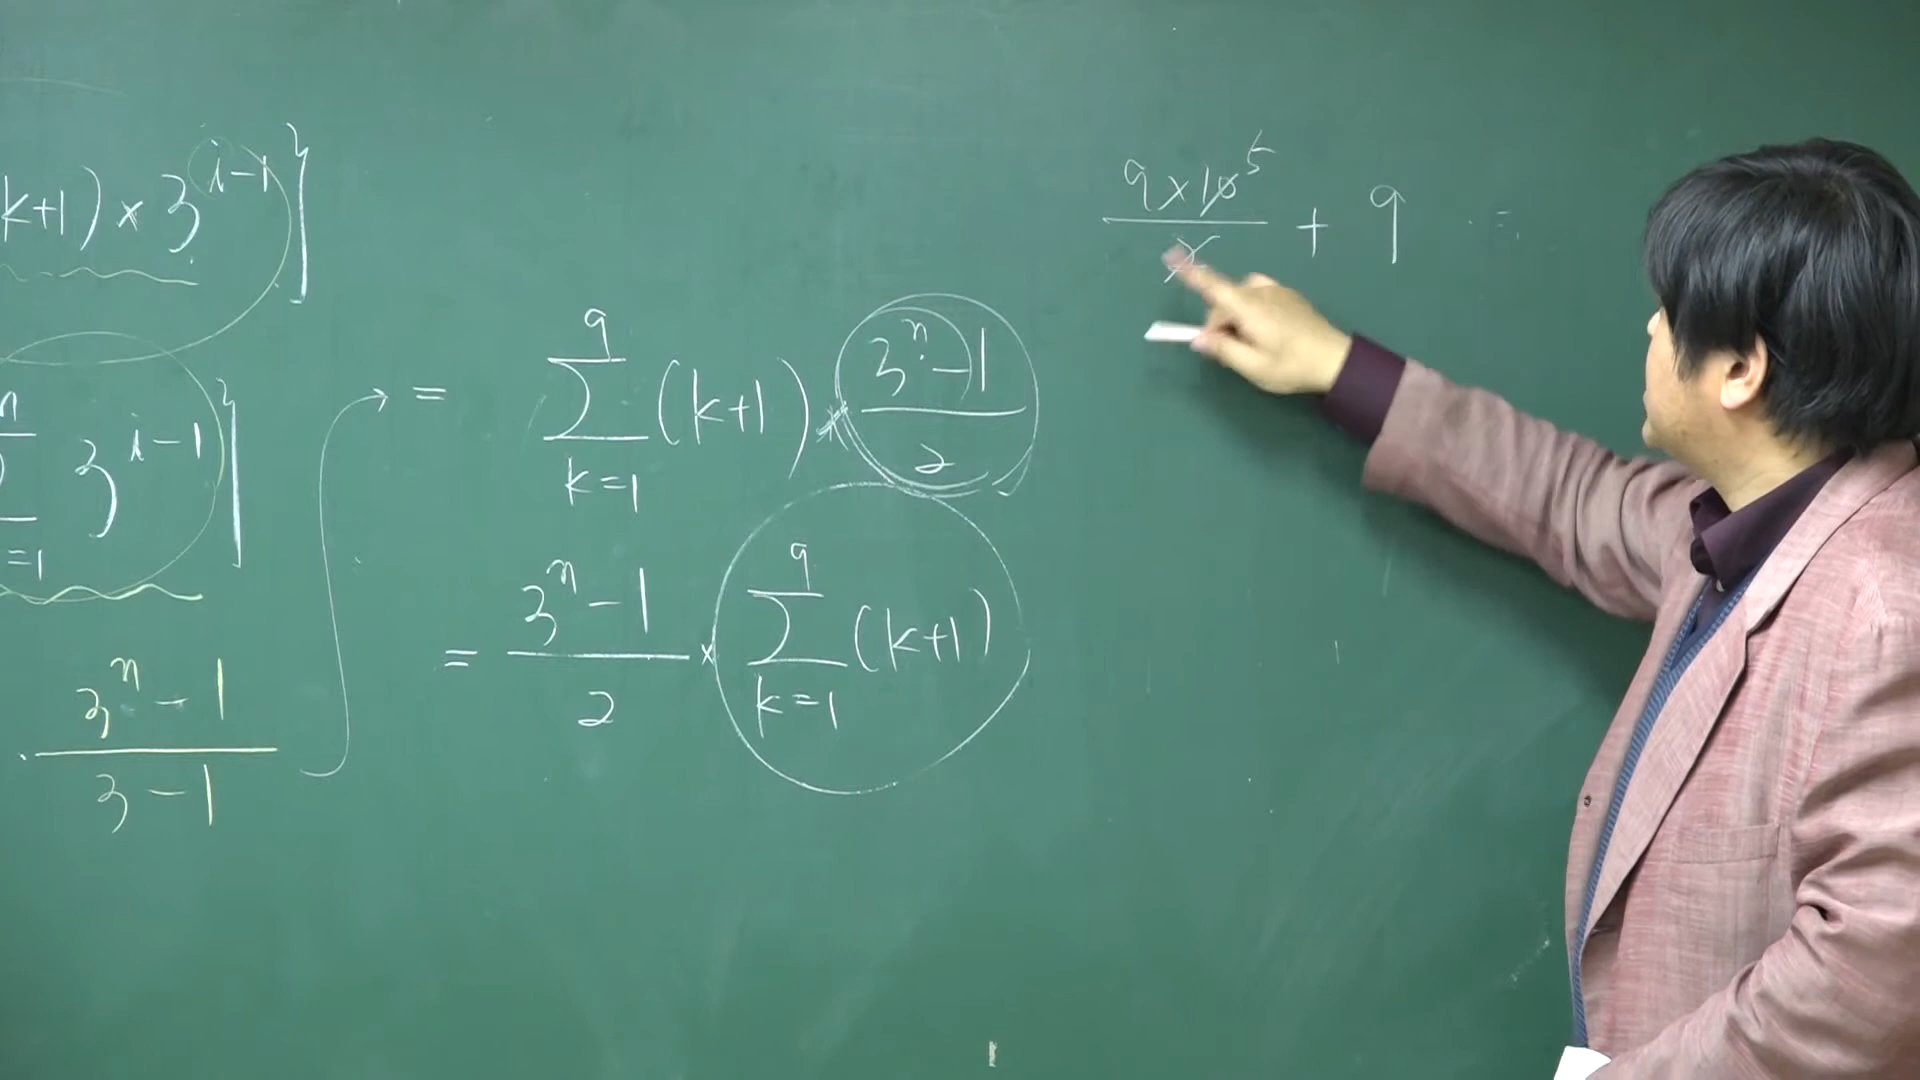 k+1) × 3^{i-1}}
n
Σ 3^{i-1}}
=1
3^n - 1
3 - 1
9
= Σ (k+1) × (3^n - 1)/2
k=1
9
= (3^n - 1)/2 × Σ (k+1)
k=1
9×10 5
2
+ 9 =